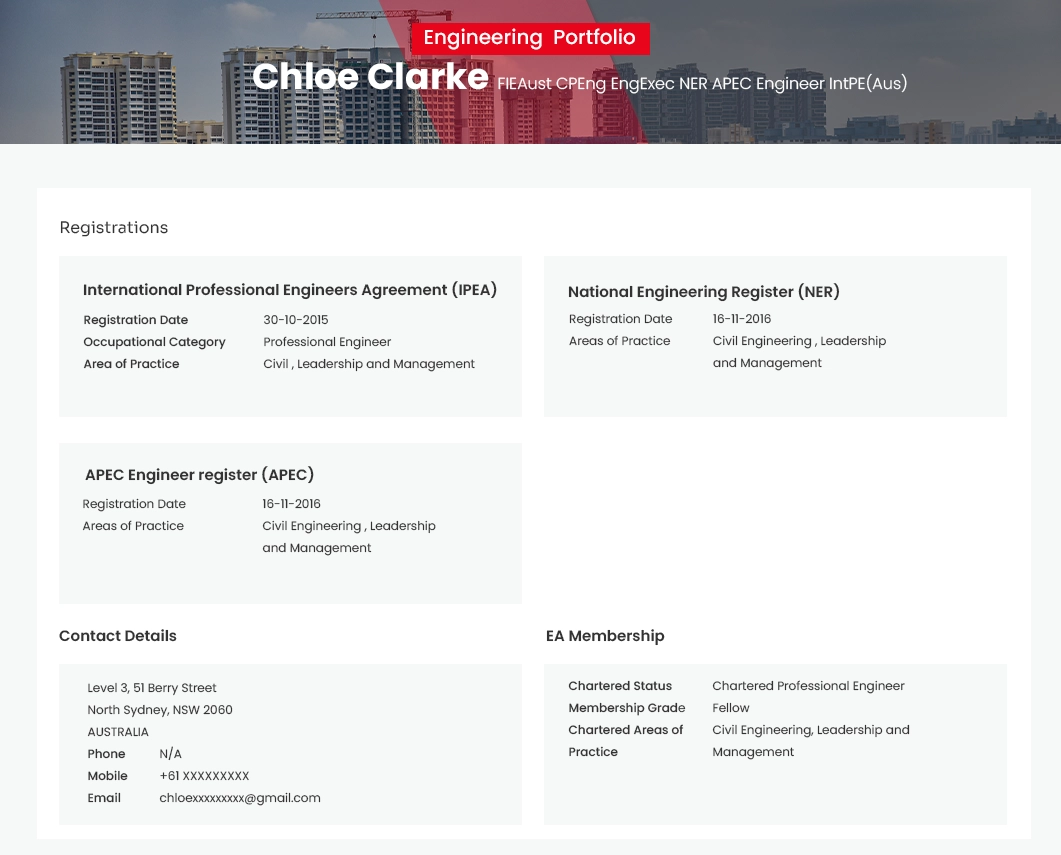 Engineering Portfolio
Chloe Clarke FIEAust CPEng EngExec NER APEC Engineer IntPE(Aus)
Registrations
International Professional Engineers Agreement (IPEA)
Registration Date 30-10-2015
Occupational Category Professional Engineer
Area of Practice Civil , Leadership and Management
National Engineering Register (NER)
Registration Date 16-11-2016
Areas of Practice Civil Engineering , Leadership
and Management
APEC Engineer register (APEC)
Registration Date 16-11-2016
Areas of Practice Civil Engineering , Leadership
and Management
Contact Details
Level 3, 51 Berry Street
North Sydney, NSW 2060
AUSTRALIA
Phone N/A
Mobile +61 XXXXXXXXX
Email chloexxxxxxxxx@gmail.com
EA Membership
Chartered Status Chartered Professional Engineer
Membership Grade Fellow
Chartered Areas of Civil Engineering, Leadership and
Practice Management